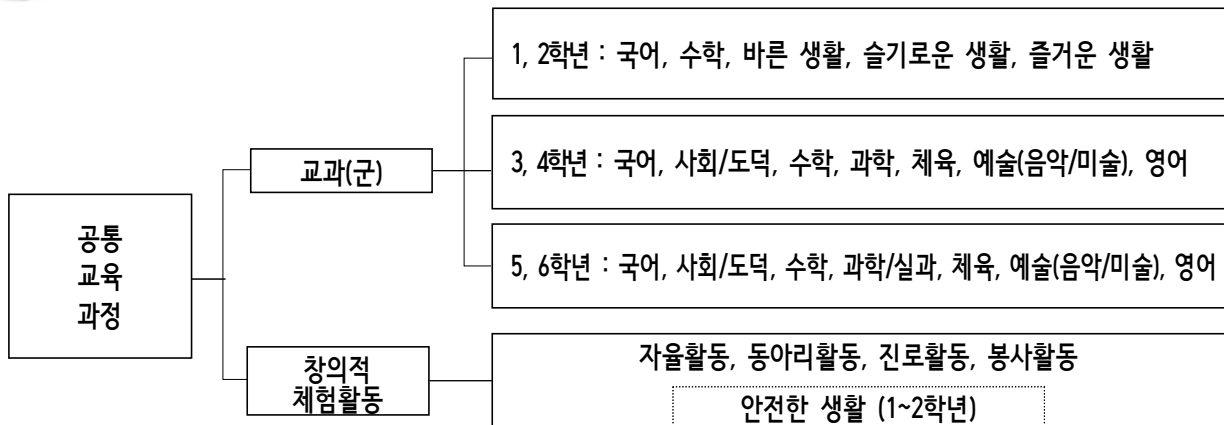 공통
교육
과정
교과(군)
1, 2학년 : 국어, 수학, 바른 생활, 슬기로운 생활, 즐거운 생활
3, 4학년 : 국어, 사회/도덕, 수학, 과학, 체육, 예술(음악/미술), 영어
5, 6학년 : 국어, 사회/도덕, 수학, 과학/실과, 체육, 예술(음악/미술), 영어
창의적
체험활동
자율활동, 동아리활동, 진로활동, 봉사활동
안전한 생활 (1~2학년)